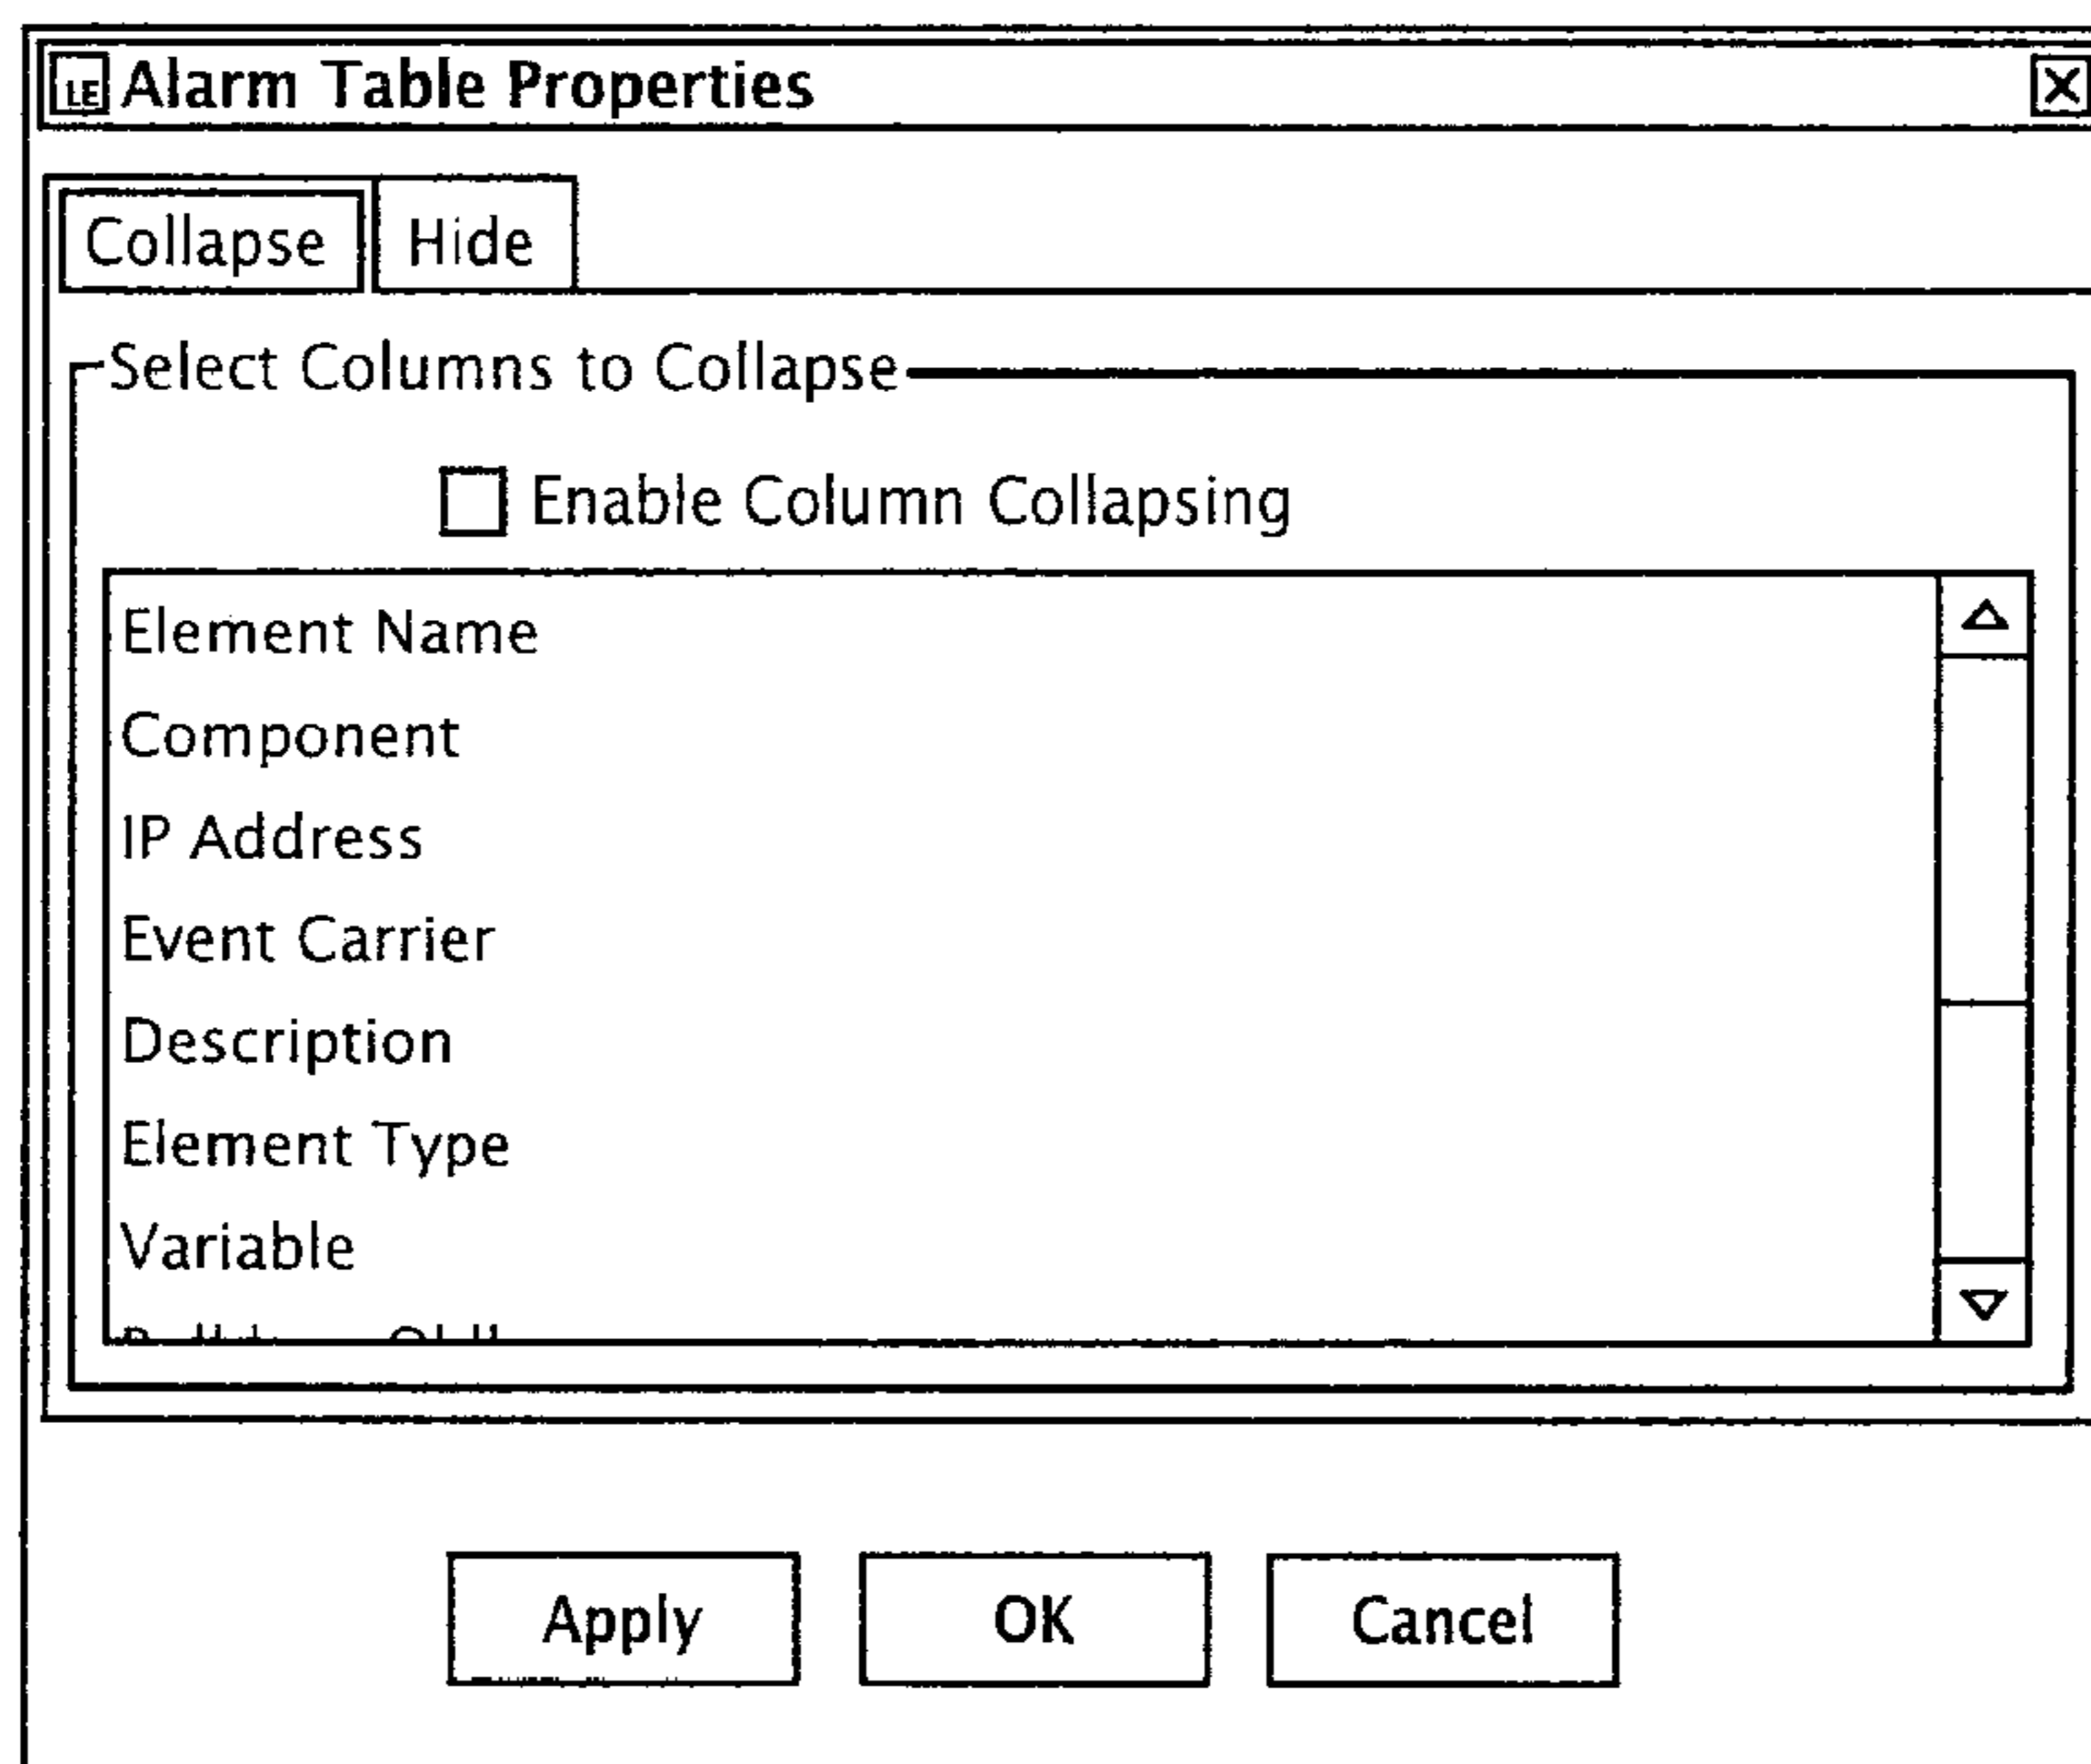 LE Alarm Table Properties
Collapse Hide
Select Columns to Collapse
Enable Column Collapsing
Element Name
Component
IP Address
Event Carrier
Description
Element Type
Variable
Apply OK Cancel